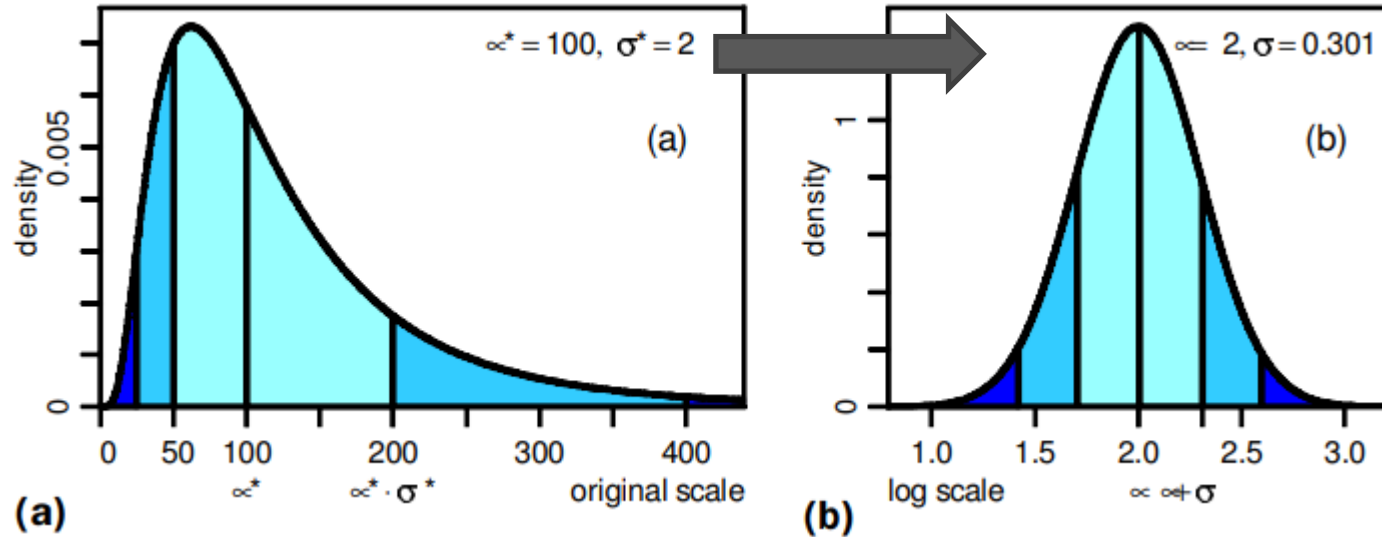 ∝* = 100, σ* = 2
(a)
density
0.005
0
0 50 100 200 300 400
∝* ∝* · σ* original scale
(a)
∝= 2, σ = 0.301
(b)
density
1
0
1.0 1.5 2.0 2.5 3.0
log scale ∝ ∝+σ
(b)